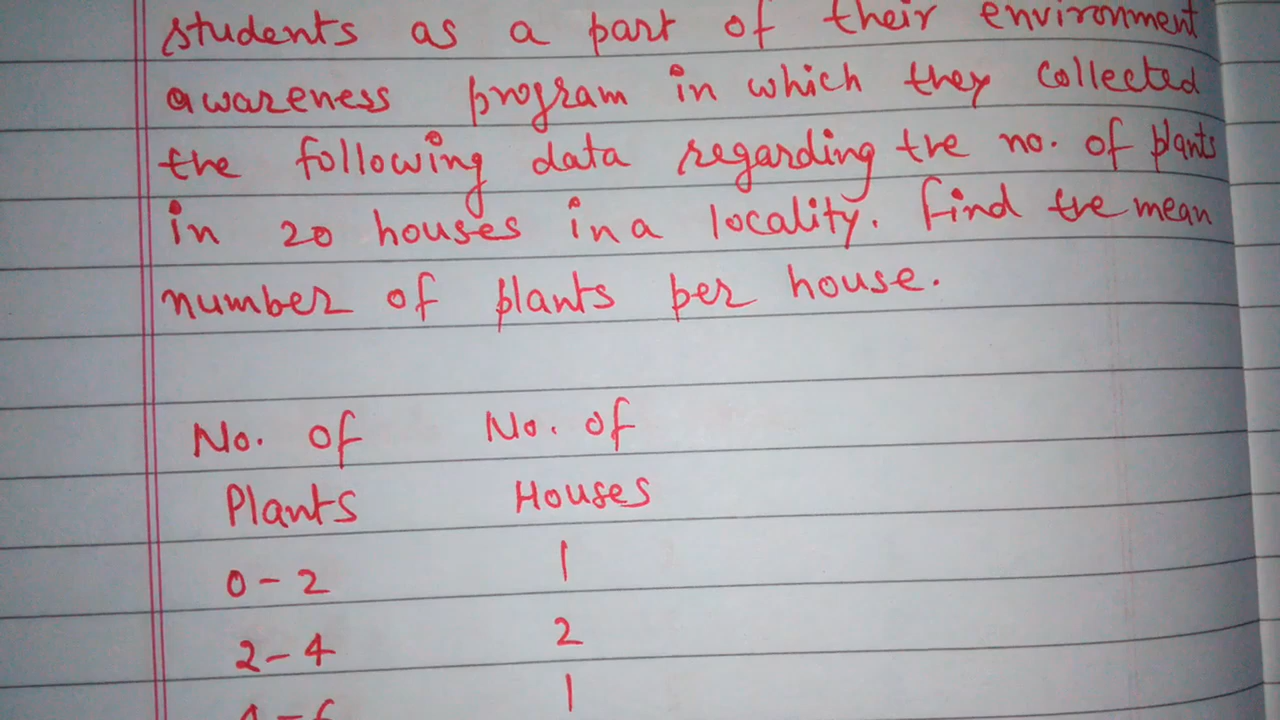 students as a part of their environment
awareness program in which they collected
the following data regarding the no. of plants
in 20 houses in a locality. Find the mean
number of plants per house.
No. of No. of
Plants Houses
0-2 1
2-4 2
4-6 1